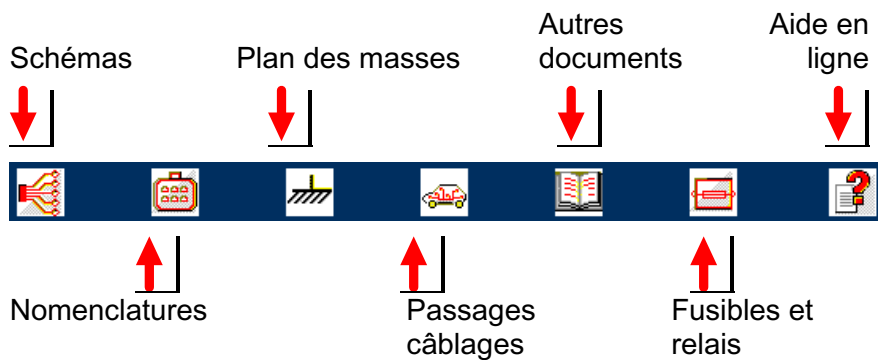 Schémas
Plan des masses
Autres
documents
Aide en
ligne
Nomenclatures
Passages
câblages
Fusibles et
relais